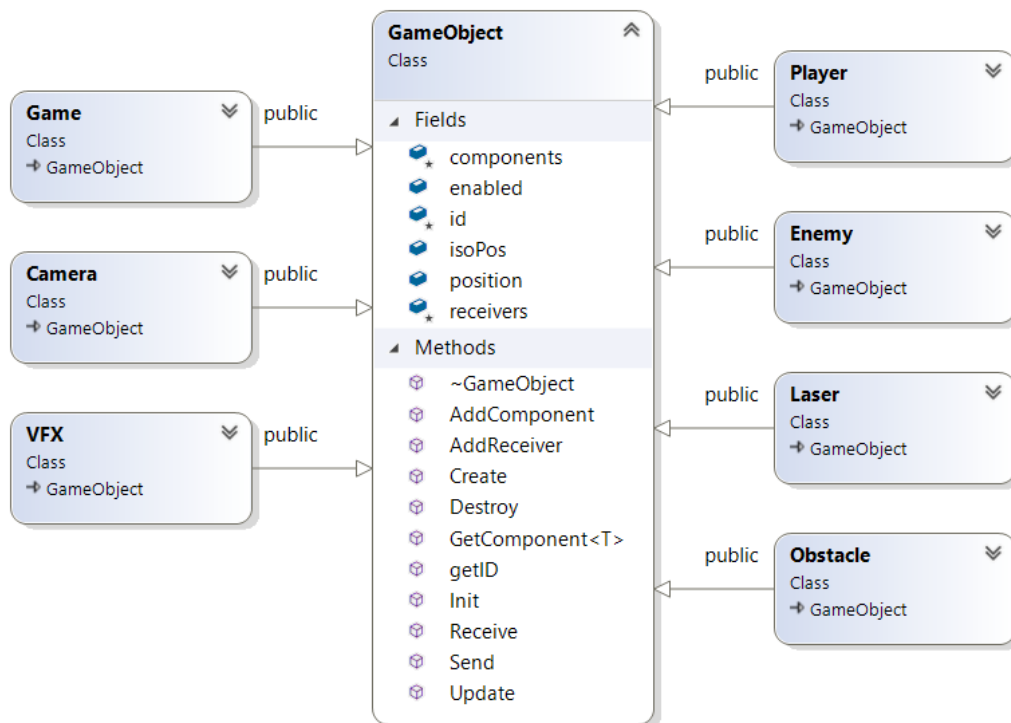 Game
Class
GameObject
public
Camera
Class
GameObject
public
VFX
Class
GameObject
public
GameObject
Class
Fields
components
enabled
id
isoPos
position
receivers
Methods
~GameObject
AddComponent
AddReceiver
Create
Destroy
GetComponent<T>
getID
Init
Receive
Send
Update
public
Player
Class
GameObject
public
Enemy
Class
GameObject
public
Laser
Class
GameObject
public
Obstacle
Class
GameObject